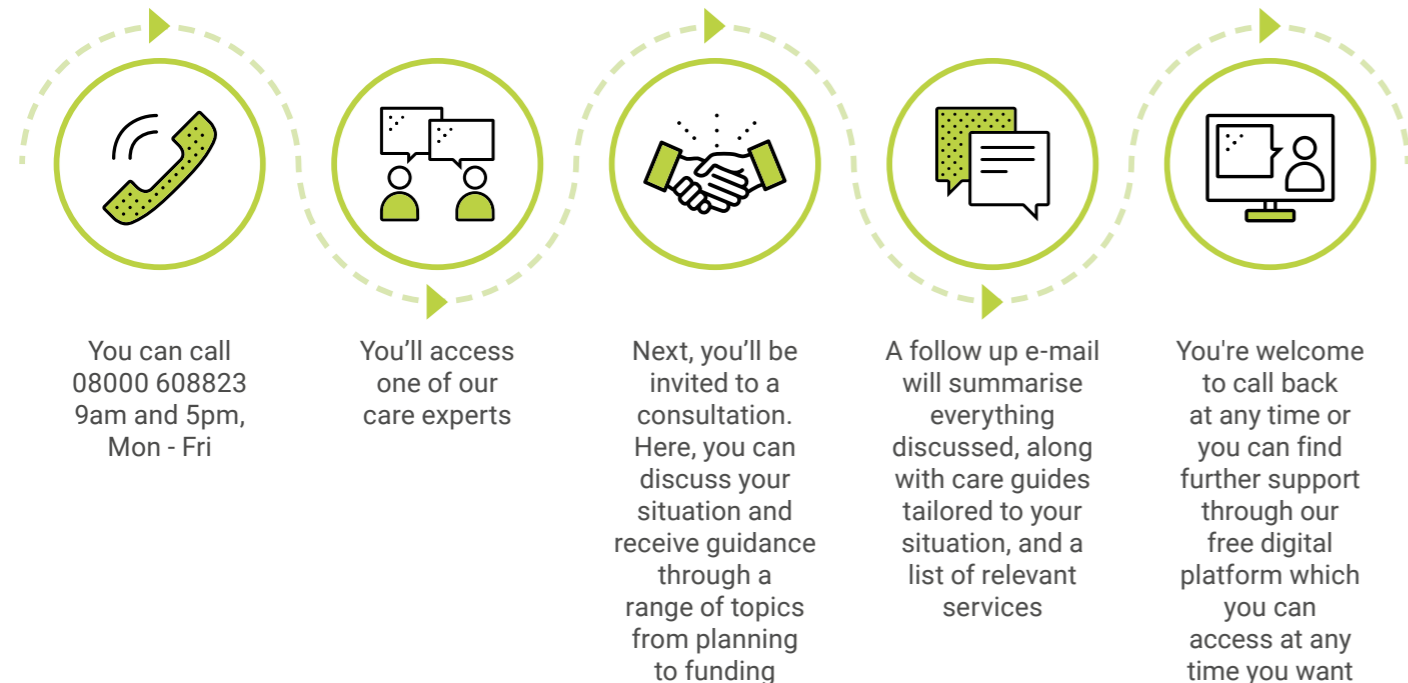 You can call
08000 608823
9am and 5pm,
Mon - Fri
You’ll access
one of our
care experts
Next, you’ll be
invited to a
consultation.
Here, you can
discuss your
situation and
receive guidance
through a
range of topics
from planning
to funding
A follow up e-mail
will summarise
everything
discussed, along
with care guides
tailored to your
situation, and a
list of relevant
services
You're welcome
to call back
at any time or
you can find
further support
through our
free digital
platform which
you can
access at any
time you want